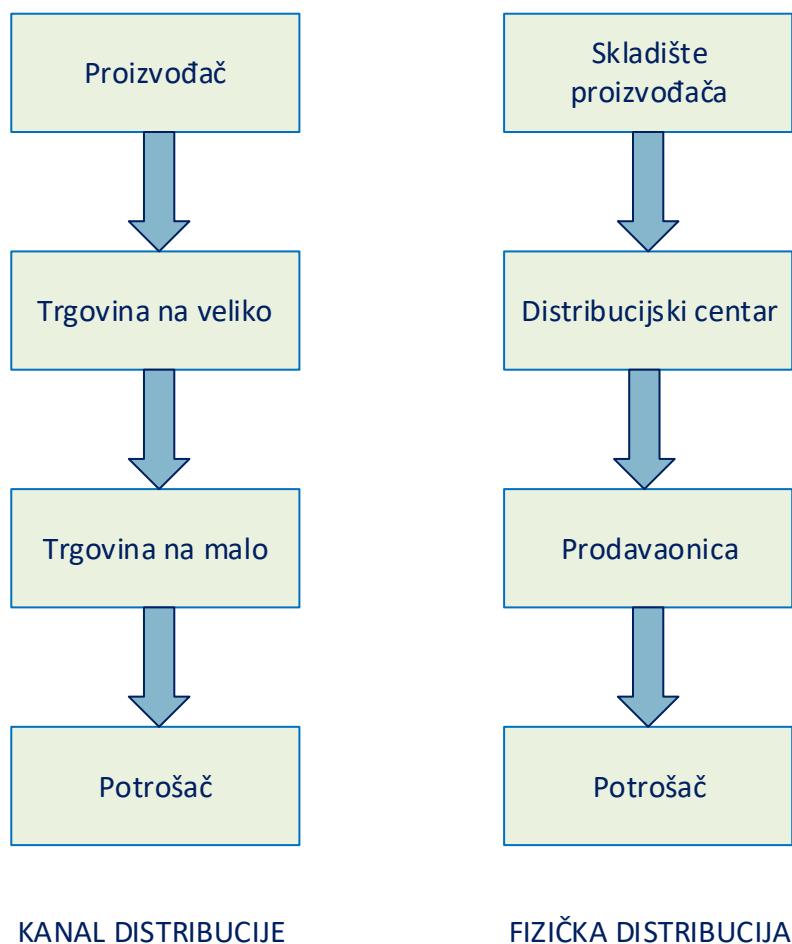 Proizvođač
Trgovina na veliko
Trgovina na malo
Potrošač
KANAL DISTRIBUCIJE
Skladište
proizvođača
Distribucijski centar
Prodavaonica
Potrošač
FIZIČKA DISTRIBUCIJA